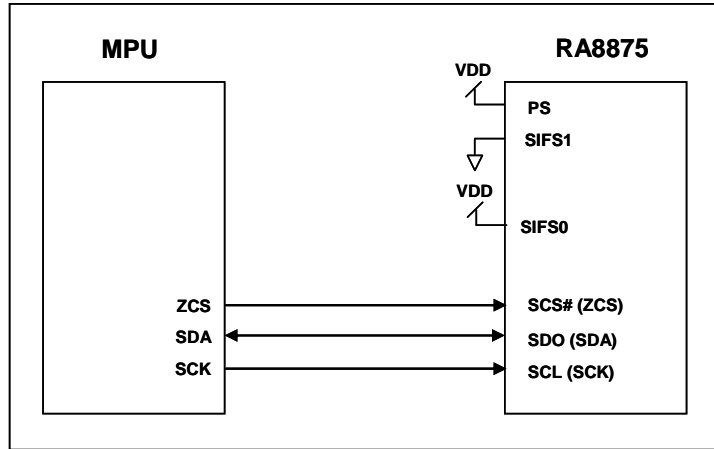 MPU
RA8875
VDD
PS
SIFS1
VDD
SIFS0
ZCS
SCS# (ZCS)
SDA
SDO (SDA)
SCK
SCL (SCK)